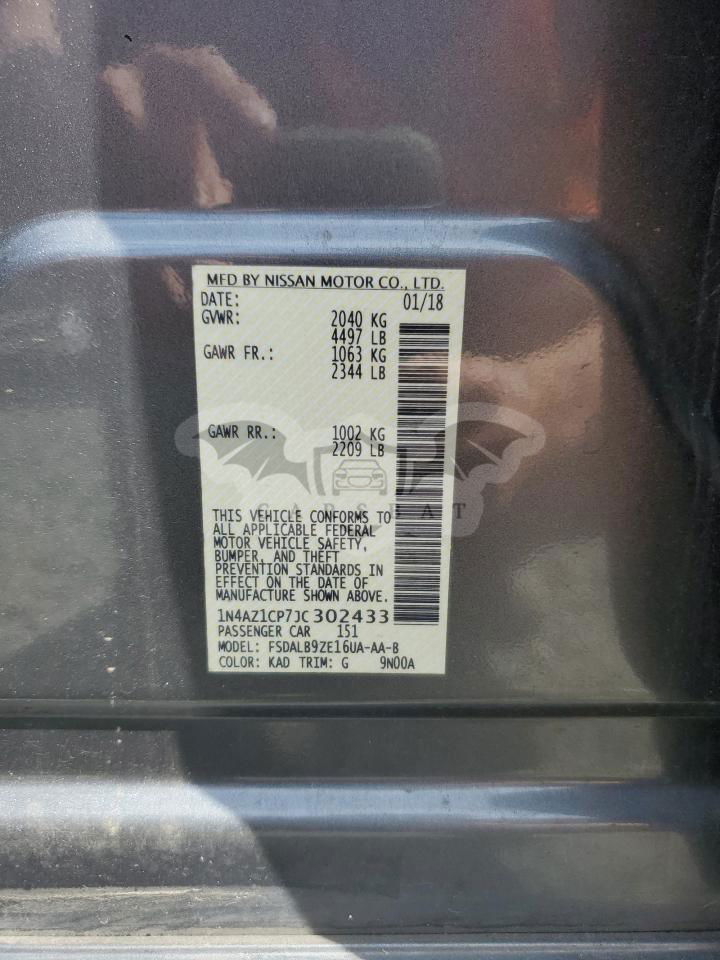 MFD BY NISSAN MOTOR CO., LTD.
DATE: 01/18
GVWR: 2040 KG
4497 LB
GAWR FR.: 1063 KG
2344 LB
GAWR RR.: 1002 KG
2209 LB
CARSBAT
THIS VEHICLE CONFORMS TO
ALL APPLICABLE FEDERAL
MOTOR VEHICLE SAFETY,
BUMPER, AND THEFT
PREVENTION STANDARDS IN
EFFECT ON THE DATE OF
MANUFACTURE SHOWN ABOVE.
1N4AZ1CP7JC302433
PASSENGER CAR 151
MODEL: FSDALB9ZE16UA-AA-B
COLOR: KAD TRIM: G 9N00A